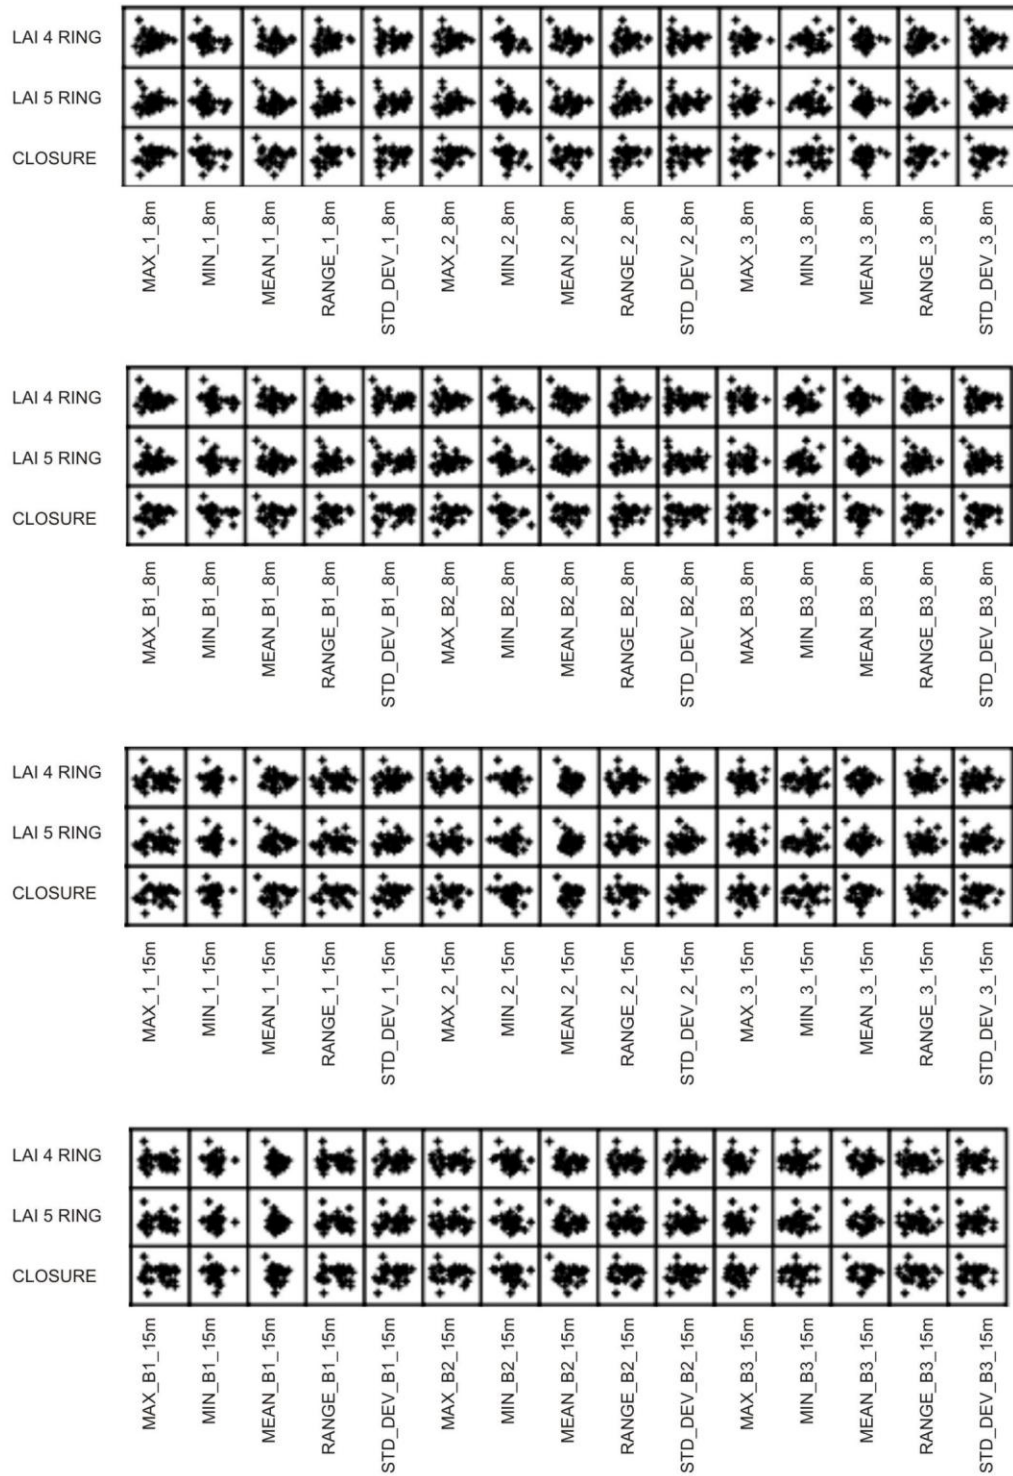 LAI 4 RING
LAI 5 RING
CLOSURE
MAX_1_8m
MIN_1_8m
MEAN_1_8m
RANGE_1_8m
STD_DEV_1_8m
MAX_2_8m
MIN_2_8m
MEAN_2_8m
RANGE_2_8m
STD_DEV_2_8m
MAX_3_8m
MIN_3_8m
MEAN_3_8m
RANGE_3_8m
STD_DEV_3_8m
LAI 4 RING
LAI 5 RING
CLOSURE
MAX_B1_8m
MIN_B1_8m
MEAN_B1_8m
RANGE_B1_8m
STD_DEV_B1_8m
MAX_B2_8m
MIN_B2_8m
MEAN_B2_8m
RANGE_B2_8m
STD_DEV_B2_8m
MAX_B3_8m
MIN_B3_8m
MEAN_B3_8m
RANGE_B3_8m
STD_DEV_B3_8m
LAI 4 RING
LAI 5 RING
CLOSURE
MAX_1_15m
MIN_1_15m
MEAN_1_15m
RANGE_1_15m
STD_DEV_1_15m
MAX_2_15m
MIN_2_15m
MEAN_2_15m
RANGE_2_15m
STD_DEV_2_15m
MAX_3_15m
MIN_3_15m
MEAN_3_15m
RANGE_3_15m
STD_DEV_3_15m
LAI 4 RING
LAI 5 RING
CLOSURE
MAX_B1_15m
MIN_B1_15m
MEAN_B1_15m
RANGE_B1_15m
STD_DEV_B1_15m
MAX_B2_15m
MIN_B2_15m
MEAN_B2_15m
RANGE_B2_15m
STD_DEV_B2_15m
MAX_B3_15m
MIN_B3_15m
MEAN_B3_15m
RANGE_B3_15m
STD_DEV_B3_15m